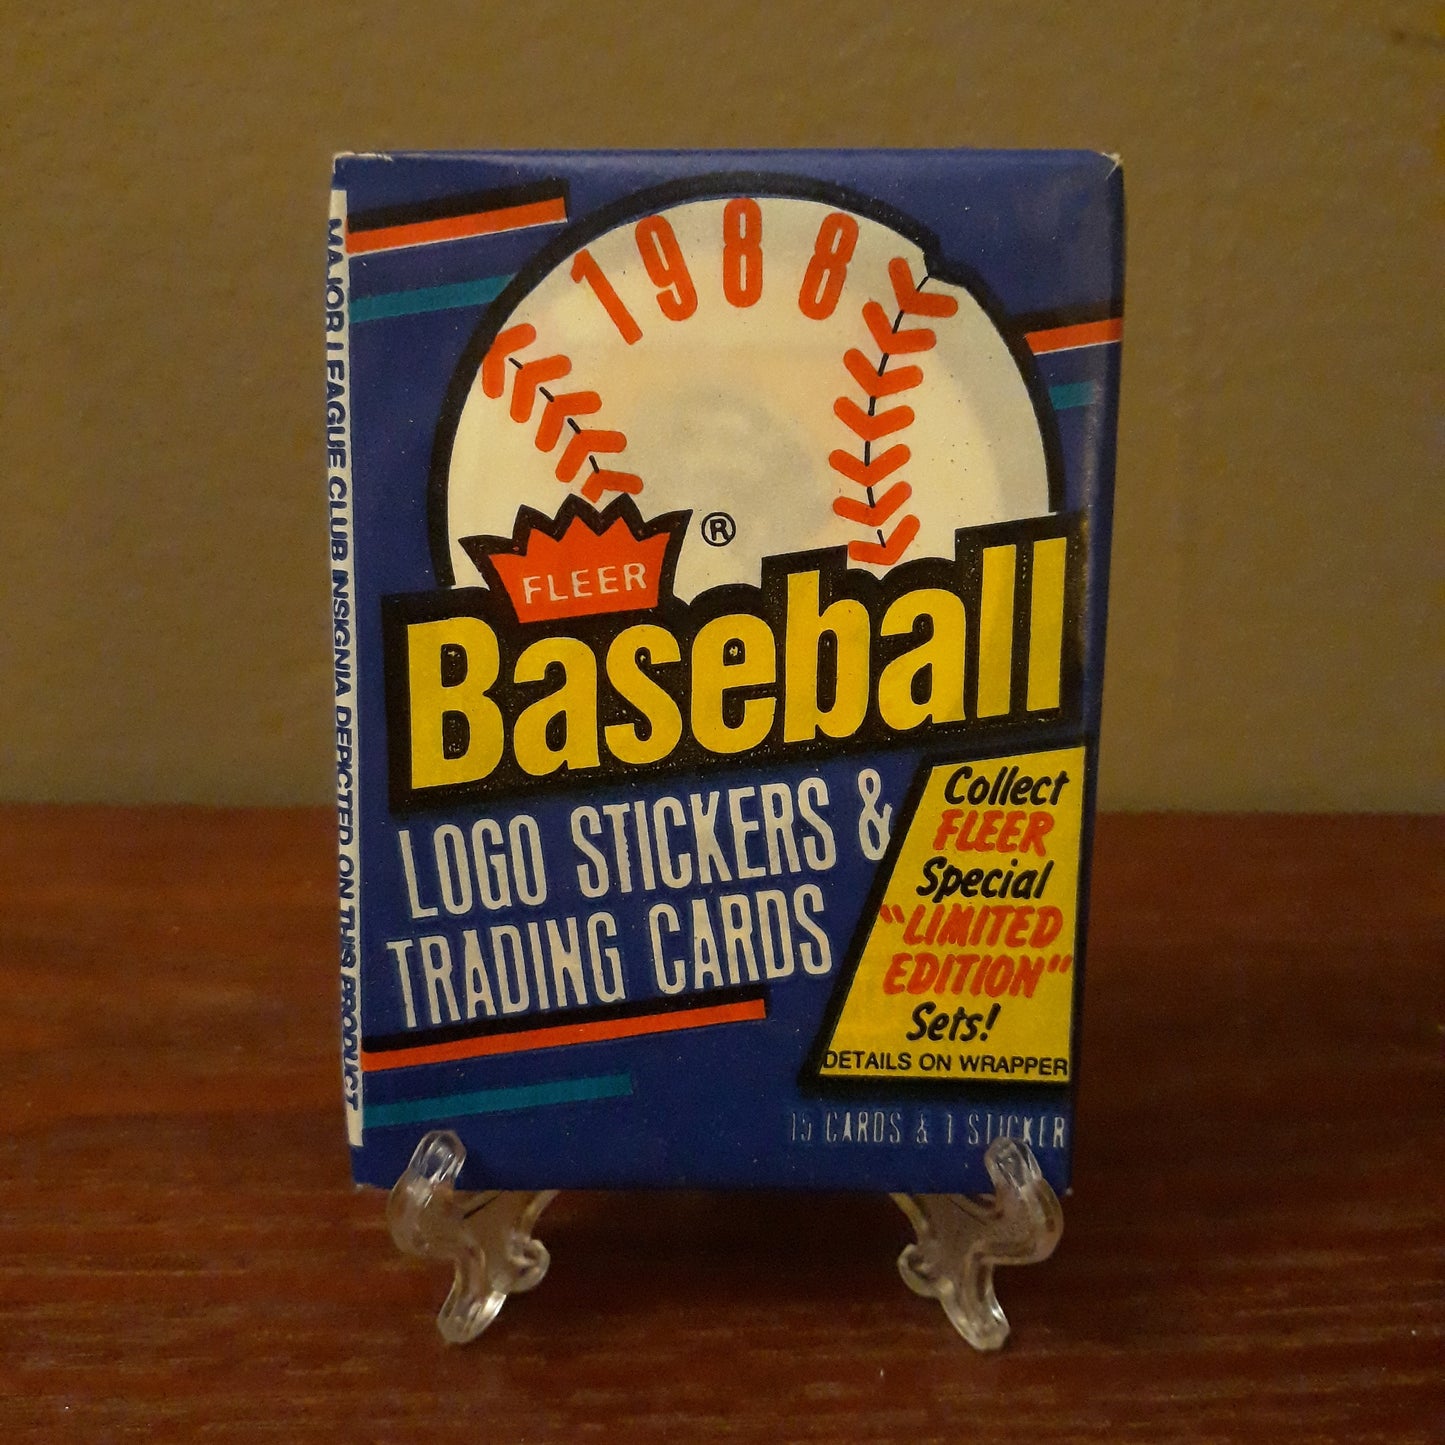 1988
FLEER
®
Baseball
LOGO STICKERS &
TRADING CARDS
Collect
FLEER
Special
"LIMITED
EDITION"
Sets!
DETAILS ON WRAPPER
15 CARDS & 1 STICKER
MAJOR LEAGUE CLUB INSIGNIA DEPICTED ON THIS PRODUCT